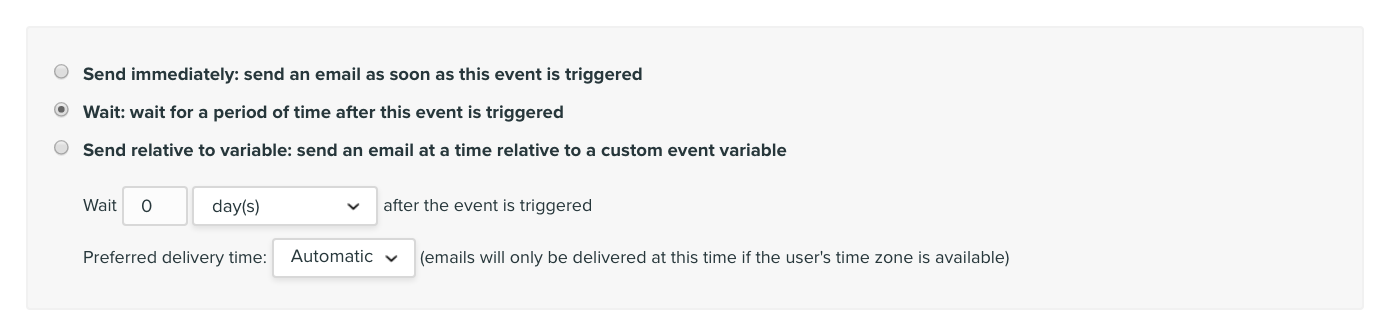 Send immediately: send an email as soon as this event is triggered
Wait: wait for a period of time after this event is triggered
Send relative to variable: send an email at a time relative to a custom event variable
Wait 0 day(s) after the event is triggered
Preferred delivery time: Automatic (emails will only be delivered at this time if the user's time zone is available)